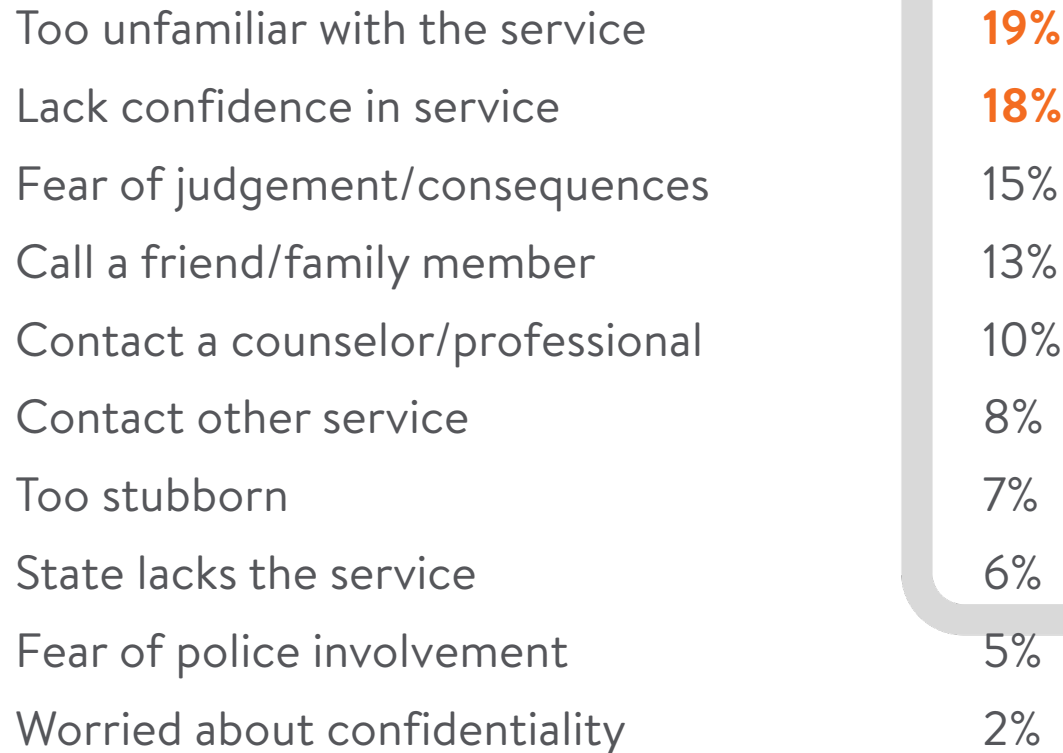 Too unfamiliar with the service 19%
Lack confidence in service 18%
Fear of judgement/consequences 15%
Call a friend/family member 13%
Contact a counselor/professional 10%
Contact other service 8%
Too stubborn 7%
State lacks the service 6%
Fear of police involvement 5%
Worried about confidentiality 2%